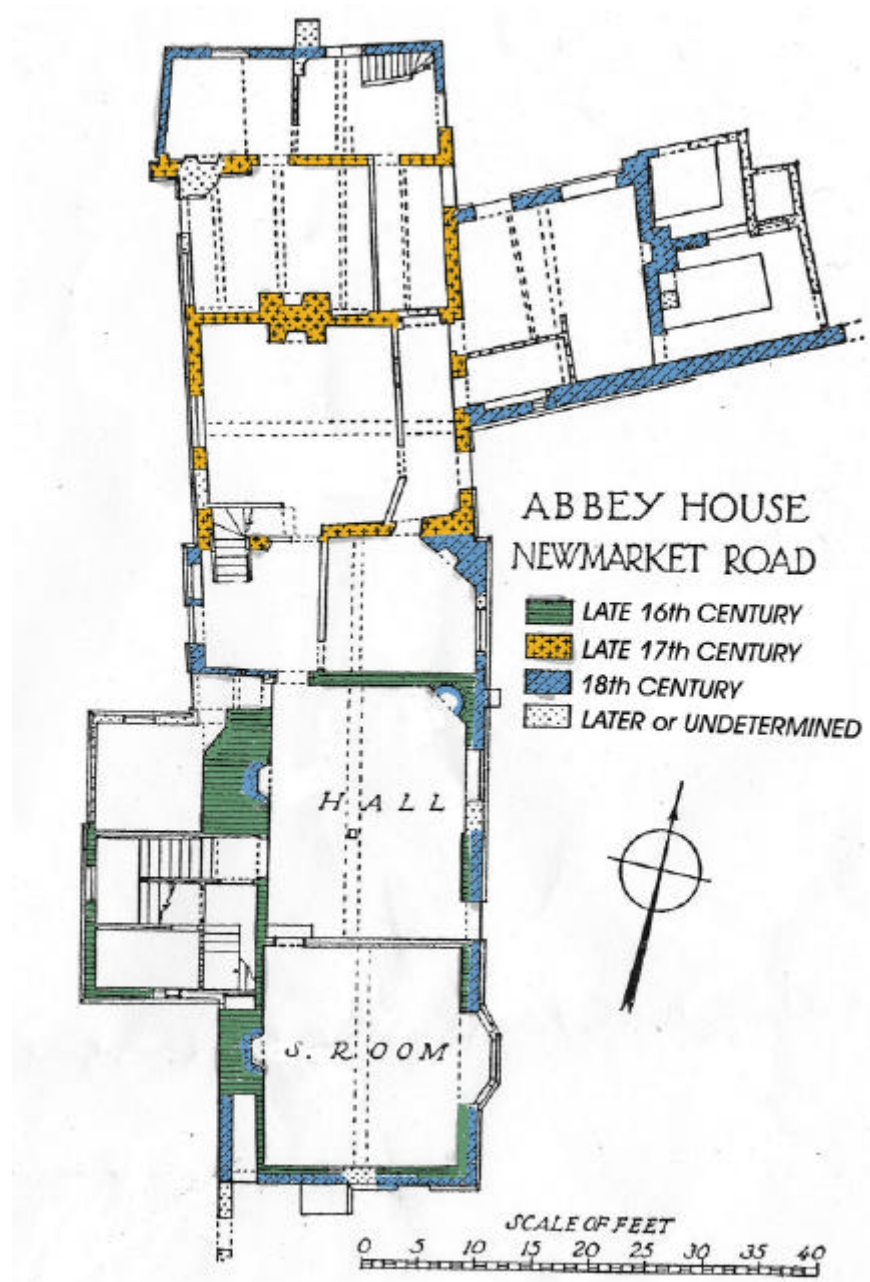 ABBEY HOUSE
NEWMARKET ROAD
LATE 16th CENTURY
LATE 17th CENTURY
18th CENTURY
LATER or UNDETERMINED
HALL
S. ROOM
SCALE OF FEET
0 5 10 15 20 25 30 35 40